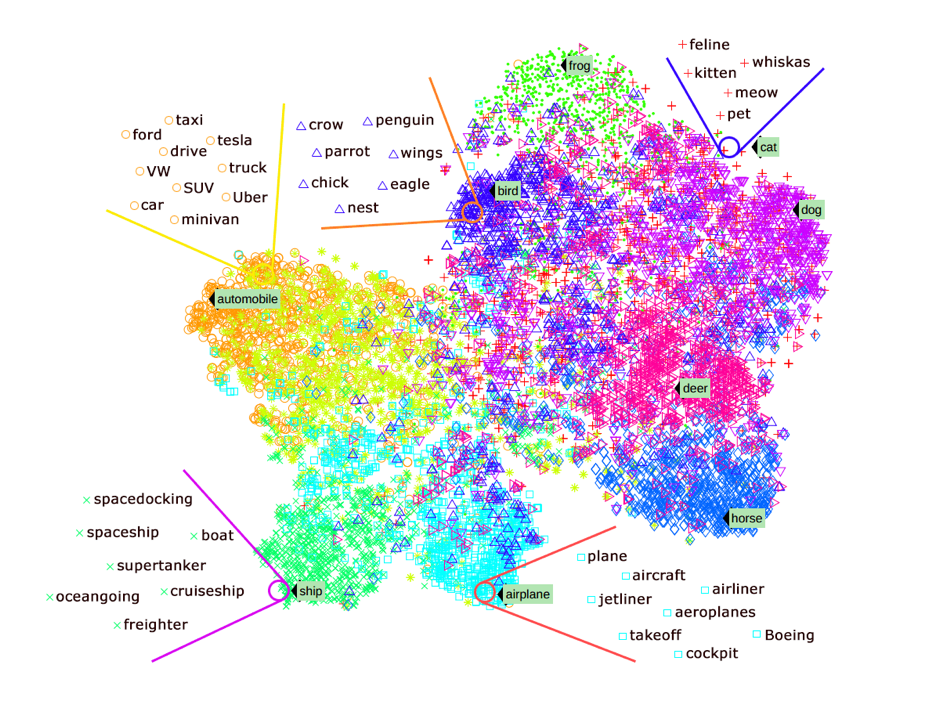 feline
whiskas
kitten
meow
pet
frog
cat
taxi
ford
tesla
drive
VW
truck
SUV
Uber
car
minivan
crow
penguin
parrot
wings
chick
eagle
nest
bird
dog
automobile
deer
horse
spacedocking
spaceship
boat
supertanker
oceangoing
cruiseship
freighter
ship
airplane
plane
aircraft
airliner
jetliner
aeroplanes
takeoff
Boeing
cockpit